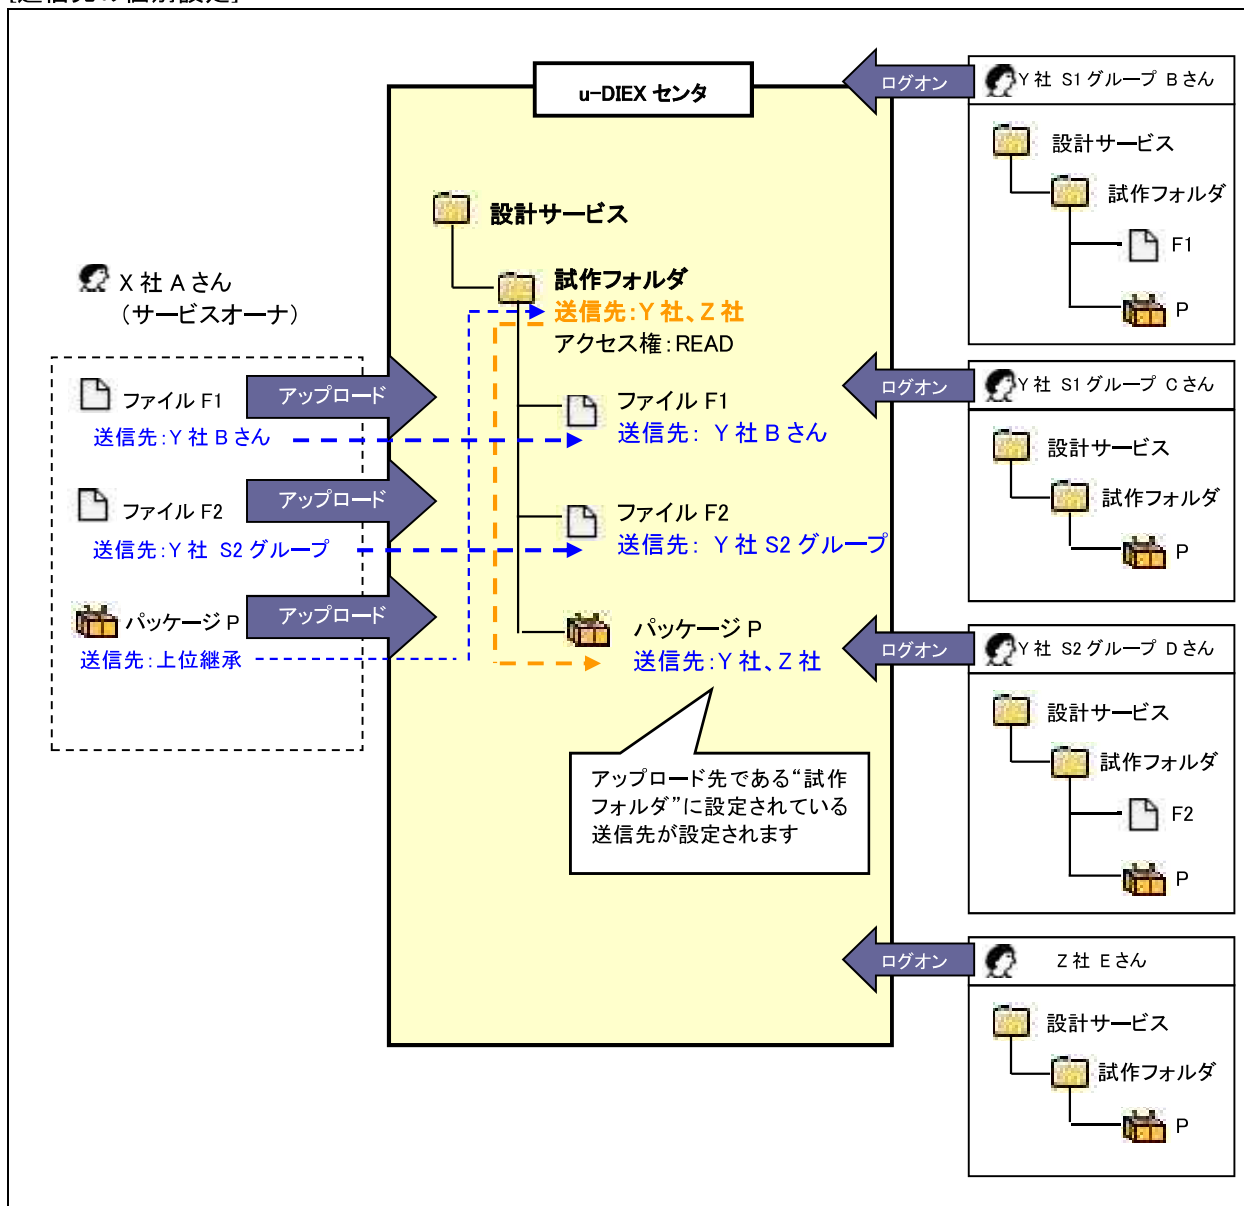 [送信先の個別設定]
u-DIEX センタ
設計サービス
試作フォルダ
送信先：Y 社、Z 社
アクセス権：READ
X 社 A さん
（サービスオーナ）
ファイル F1
送信先：Y 社 B さん
アップロード
ファイル F1
送信先： Y 社 B さん
ファイル F2
送信先：Y 社 S2 グループ
アップロード
ファイル F2
送信先： Y 社 S2 グループ
パッケージ P
送信先：上位継承
アップロード
パッケージ P
送信先：Y 社、Z 社
アップロード先である“試作
フォルダ”に設定されている
送信先が設定されます
ログオン
Y 社 S1 グループ B さん
設計サービス
試作フォルダ
F1
P
ログオン
Y 社 S1 グループ C さん
設計サービス
試作フォルダ
P
ログオン
Y 社 S2 グループ D さん
設計サービス
試作フォルダ
F2
P
ログオン
Z 社 E さん
設計サービス
試作フォルダ
P